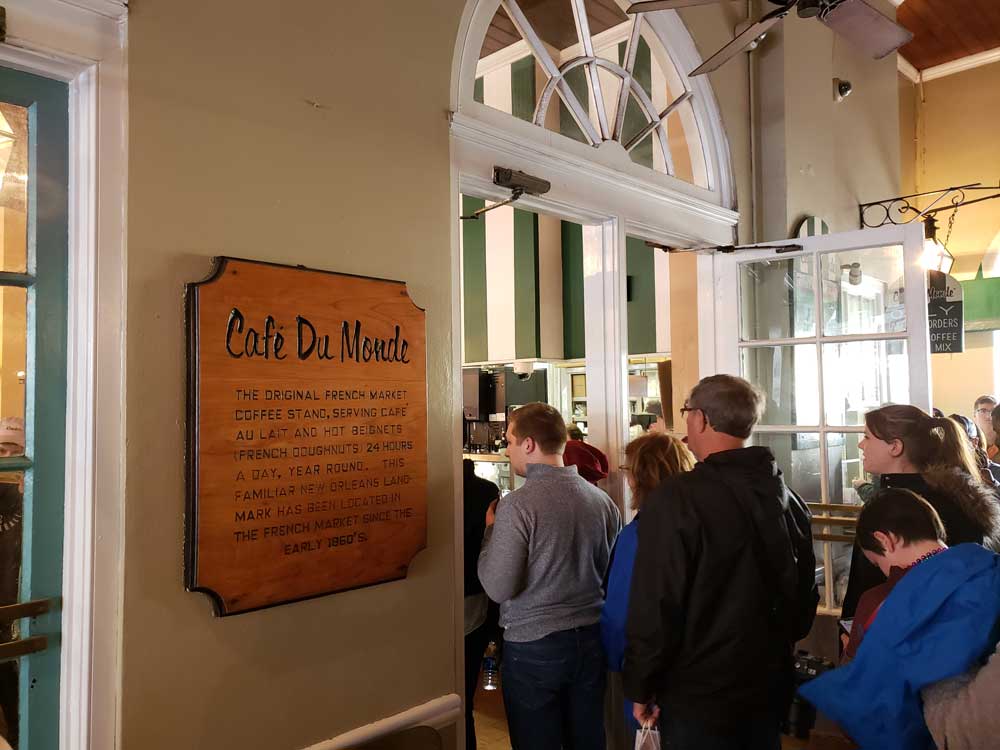 Café Du Monde
THE ORIGINAL FRENCH MARKET
COFFEE STAND, SERVING CAFÉ
AU LAIT AND HOT BEIGNETS
(FRENCH DOUGHNUTS) 24 HOURS
A DAY, YEAR ROUND. THIS
FAMILIAR NEW ORLEANS LAND-
MARK HAS BEEN LOCATED IN
THE FRENCH MARKET SINCE THE
EARLY 1860'S.
ORDERS
COFFEE
MIX